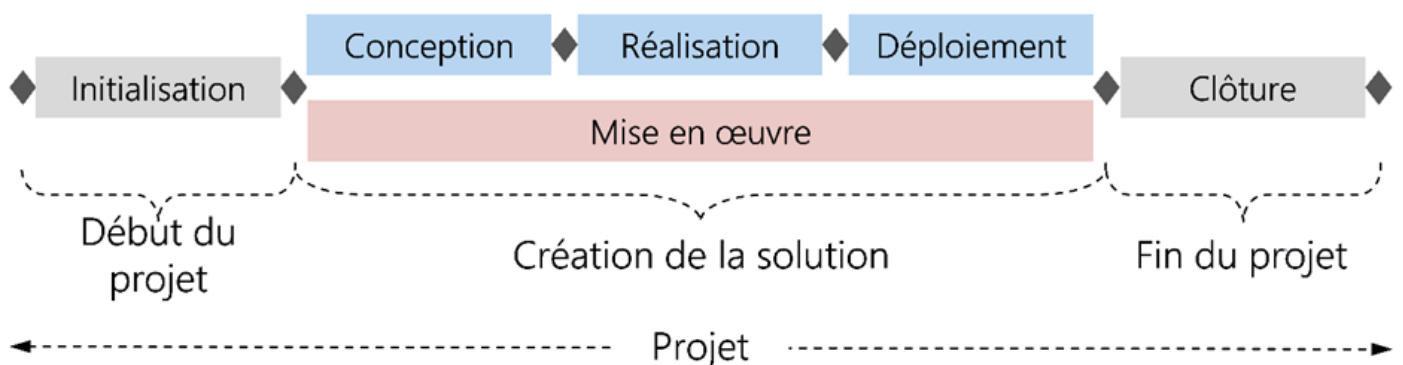 Conception
Réalisation
Déploiement
Initialisation
Clôture
Mise en œuvre
Début du
projet
Création de la solution
Fin du projet
Projet